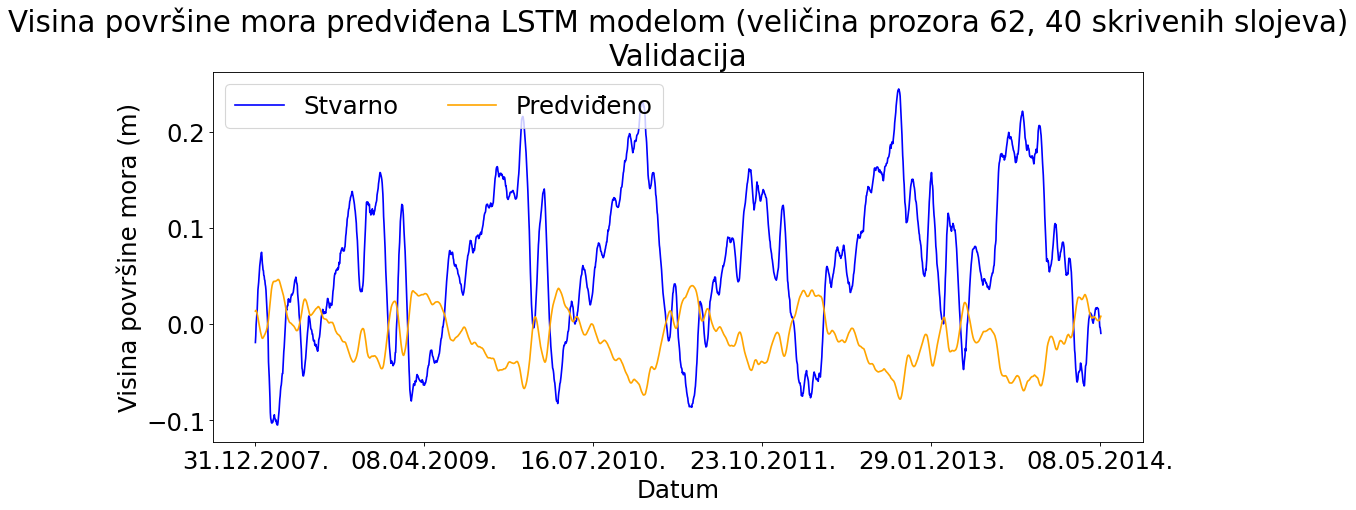 Visina površine mora predviđena LSTM modelom (veličina prozora 62, 40 skrivenih slojeva)
Validacija
Stvarno Predviđeno
Visina površine mora (m)
0.2
0.1
0.0
−0.1
31.12.2007. 08.04.2009. 16.07.2010. 23.10.2011. 29.01.2013. 08.05.2014.
Datum